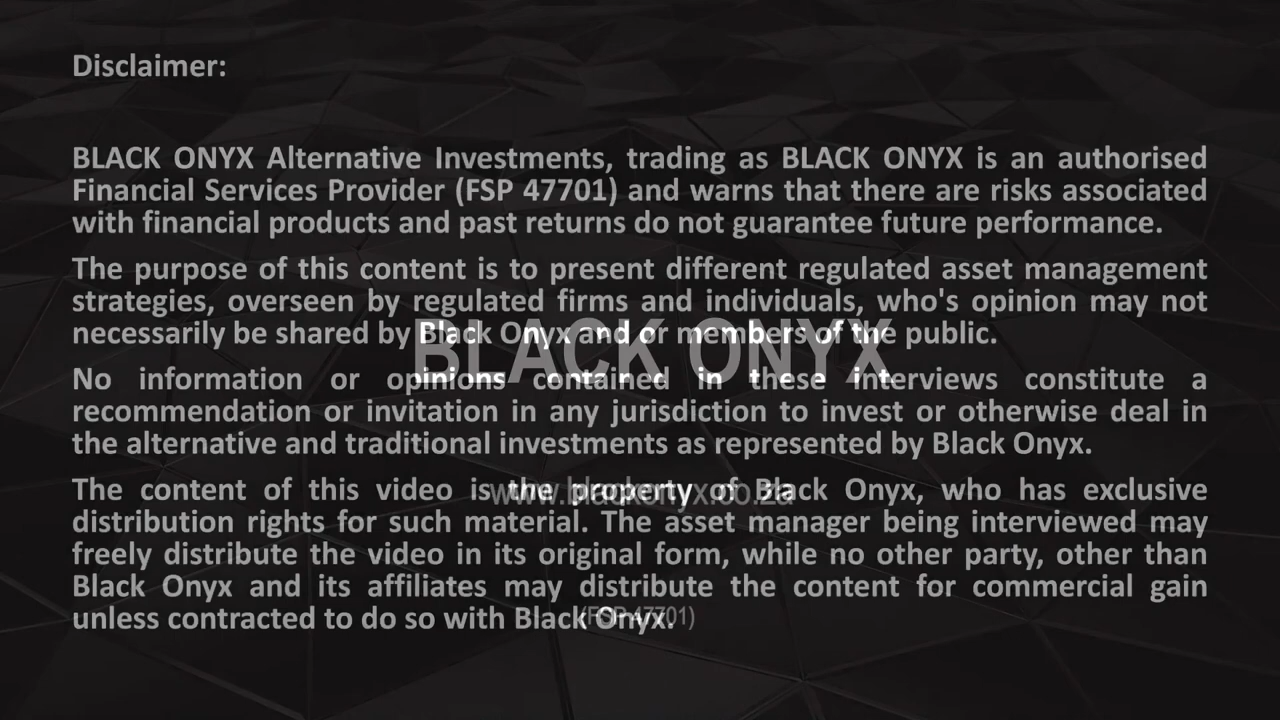 Disclaimer:
BLACK ONYX Alternative Investments, trading as BLACK ONYX is an authorised
Financial Services Provider (FSP 47701) and warns that there are risks associated
with financial products and past returns do not guarantee future performance.
The purpose of this content is to present different regulated asset management
strategies, overseen by regulated firms and individuals, who's opinion may not
necessarily be shared by Black Onyx and or members of the public.
BLACK ONYX
No information or opinions contained in these interviews constitute a
recommendation or invitation in any jurisdiction to invest or otherwise deal in
the alternative and traditional investments as represented by Black Onyx.
The content of this video is the property of Black Onyx, who has exclusive
www.blackonyx.co.za
distribution rights for such material. The asset manager being interviewed may
freely distribute the video in its original form, while no other party, other than
Black Onyx and its affiliates may distribute the content for commercial gain
unless contracted to do so with Black Onyx.
(FSP 47701)